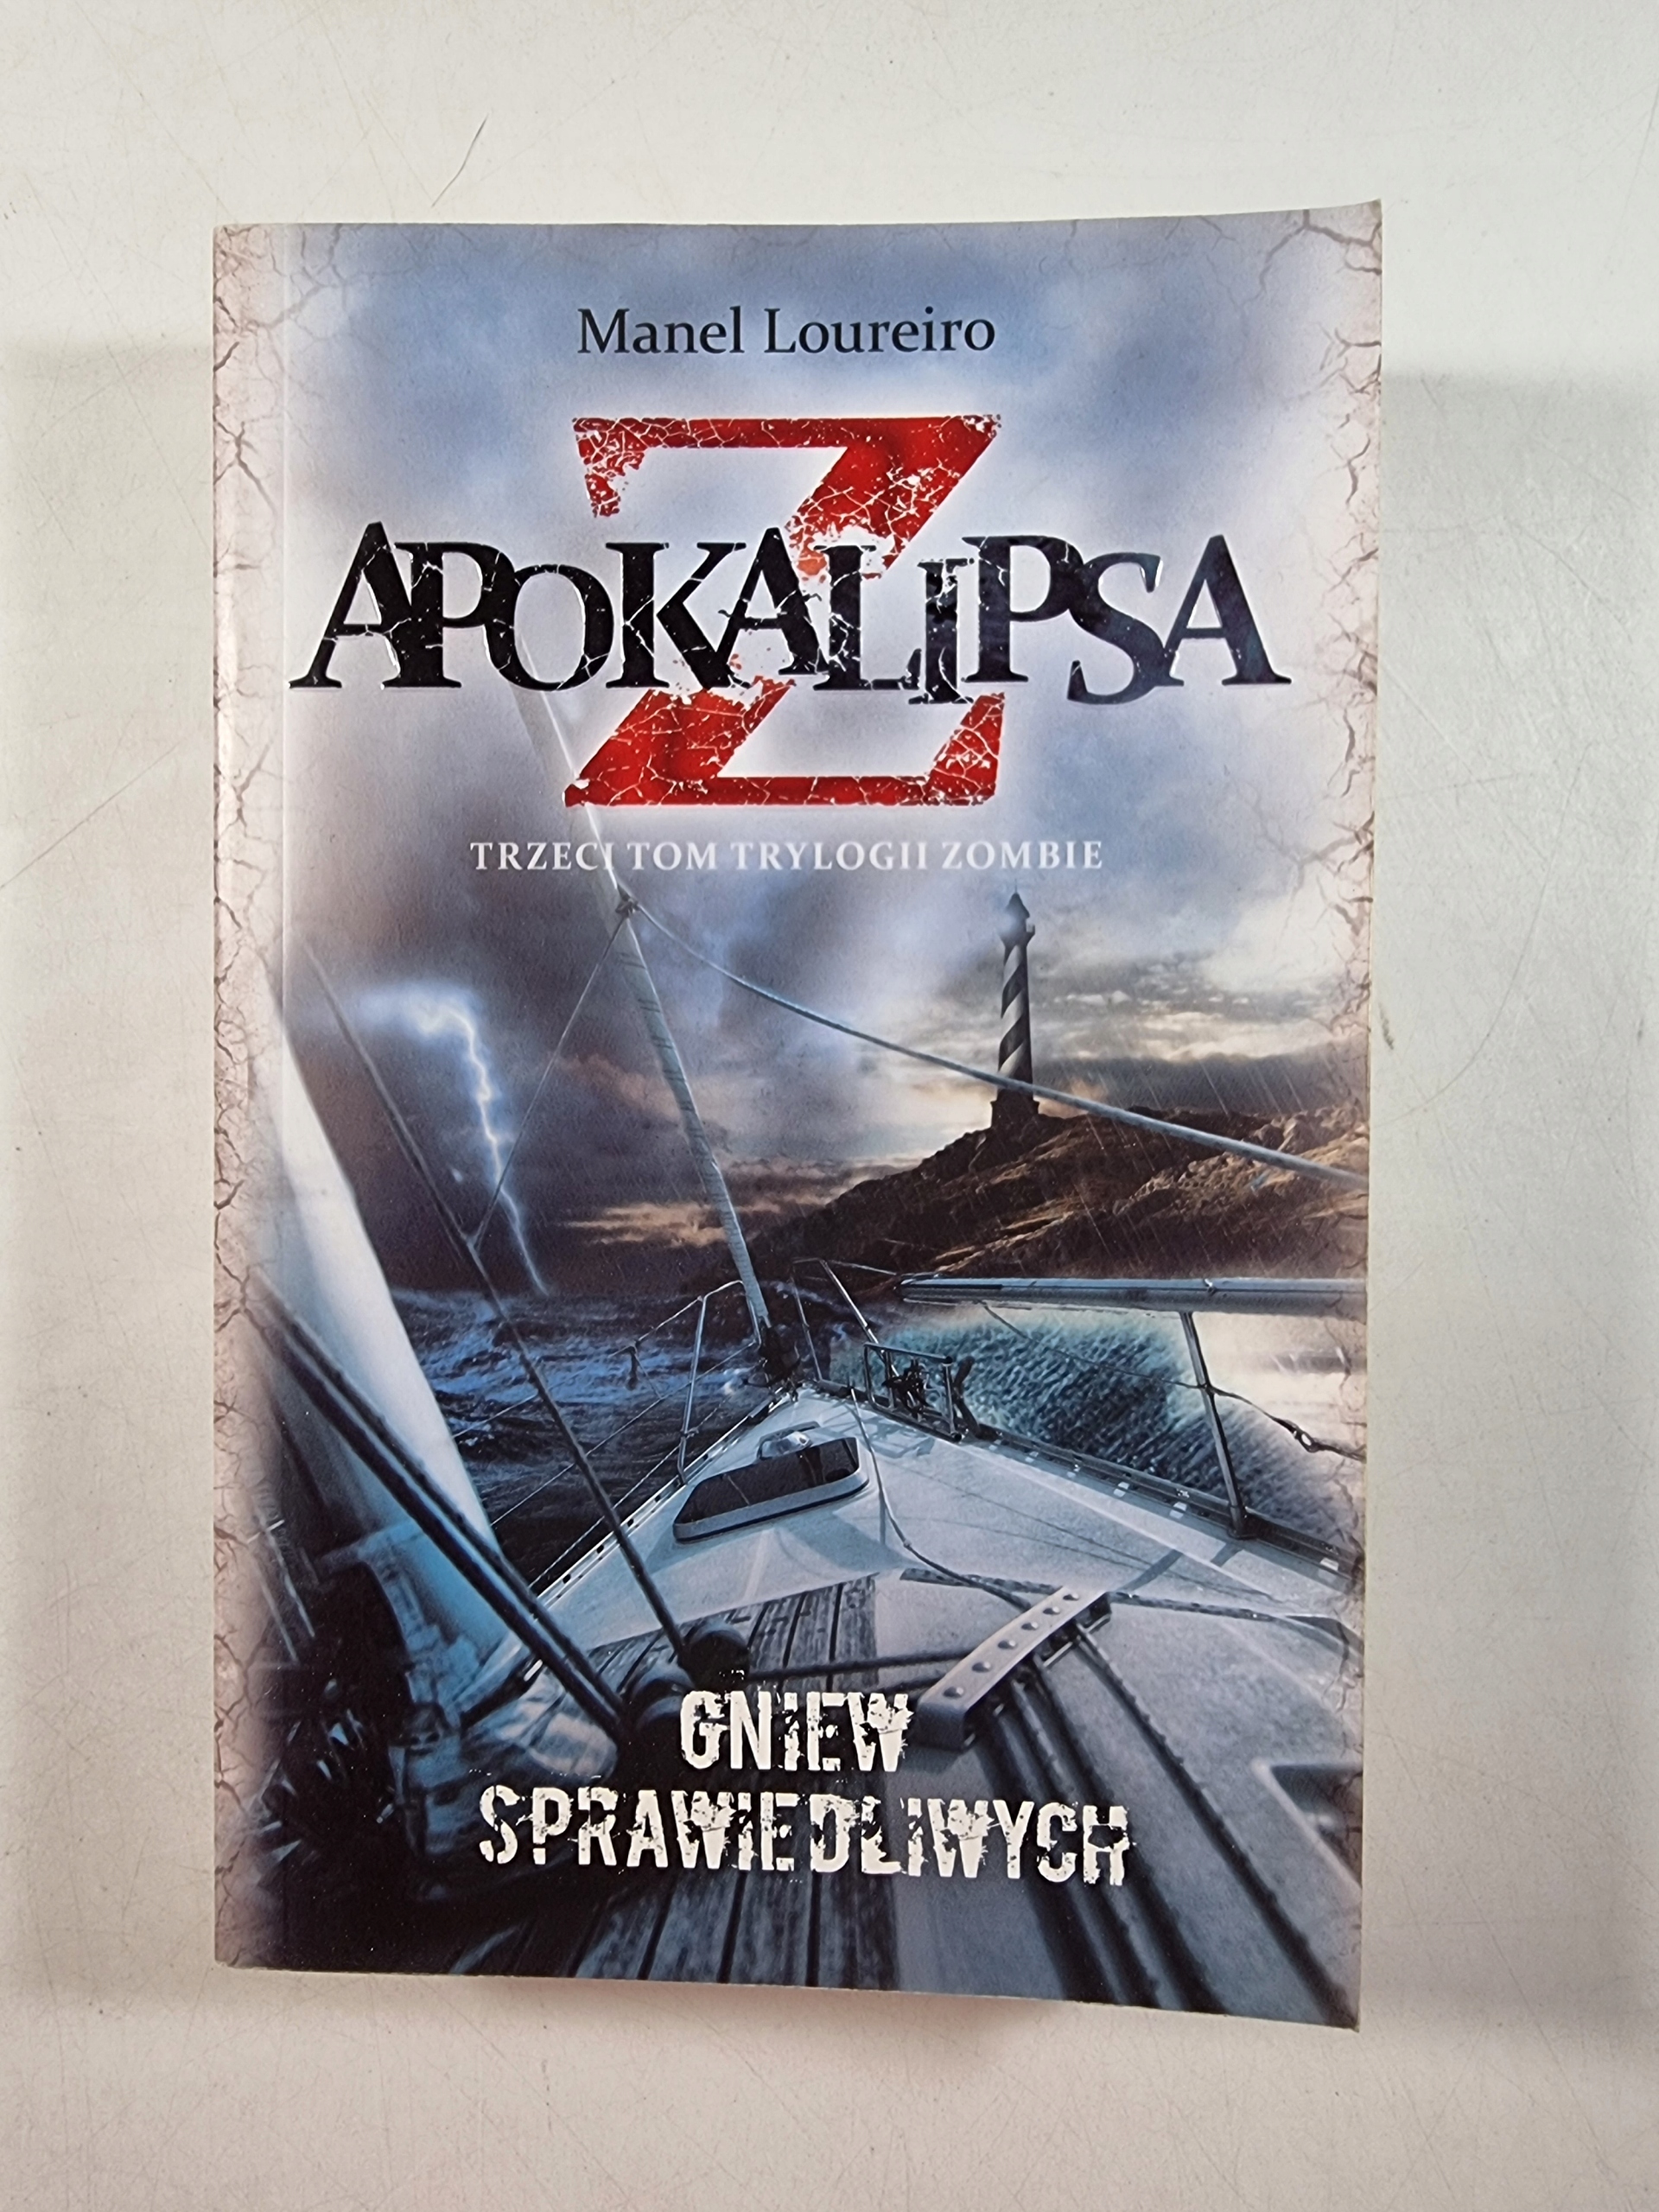 Manel Loureiro
Z
APOKALIPSA
TRZECI TOM TRYLOGII ZOMBIE
GNIEW
SPRAWIEDLIWYCH